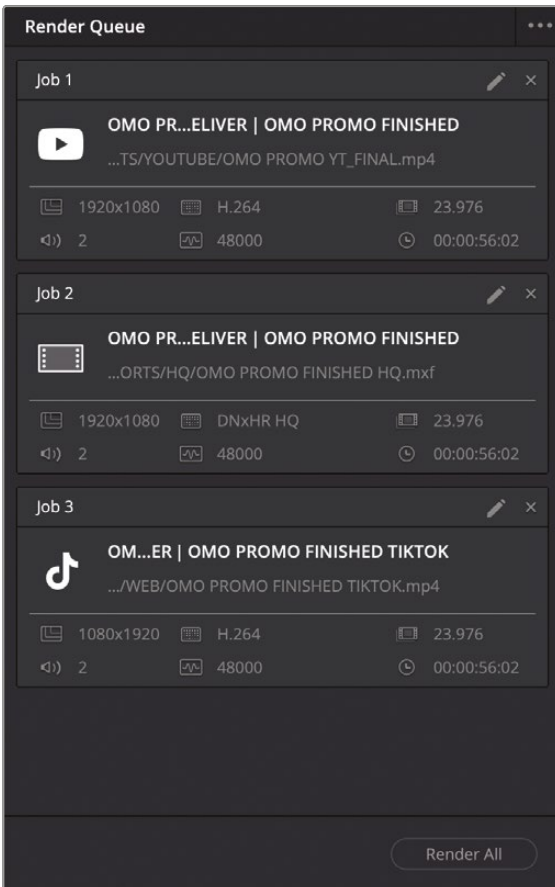 Render Queue
Job 1
OMO PR...ELIVER | OMO PROMO FINISHED
...TS/YOUTUBE/OMO PROMO YT_FINAL.mp4
1920x1080 H.264 23.976
2 48000 00:00:56:02
Job 2
OMO PR...ELIVER | OMO PROMO FINISHED
...ORTS/HQ/OMO PROMO FINISHED HQ.mxf
1920x1080 DNxHR HQ 23.976
2 48000 00:00:56:02
Job 3
OM...ER | OMO PROMO FINISHED TIKTOK
.../WEB/OMO PROMO FINISHED TIKTOK.mp4
1080x1920 H.264 23.976
2 48000 00:00:56:02
Render All